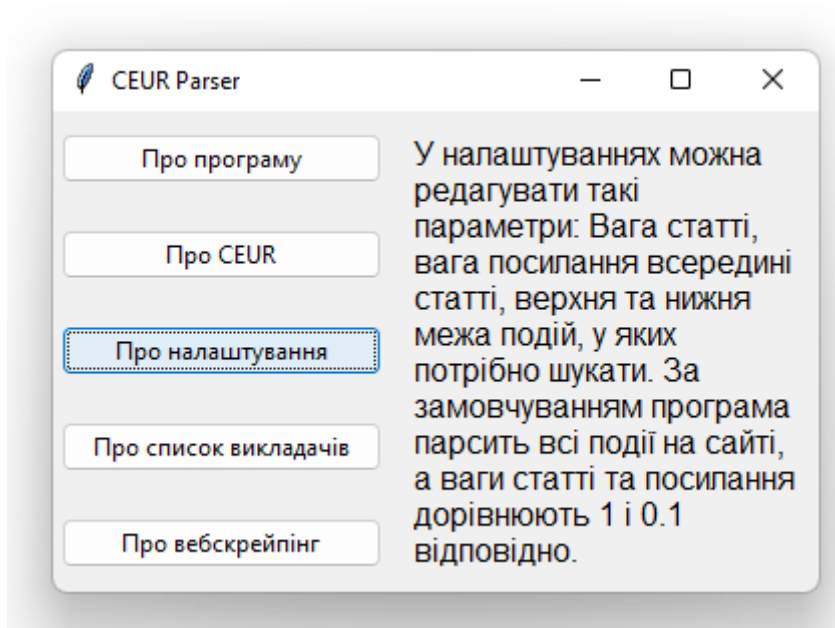 CEUR Parser
Про програму
Про CEUR
Про налаштування
Про список викладачів
Про вебскрейпінг
У налаштуваннях можна
редагувати такі
параметри: Вага статті,
вага посилання всередині
статті, верхня та нижня
межа подій, у яких
потрібно шукати. За
замовчуванням програма
парсить всі події на сайті,
а ваги статті та посилання
дорівнюють 1 і 0.1
відповідно.